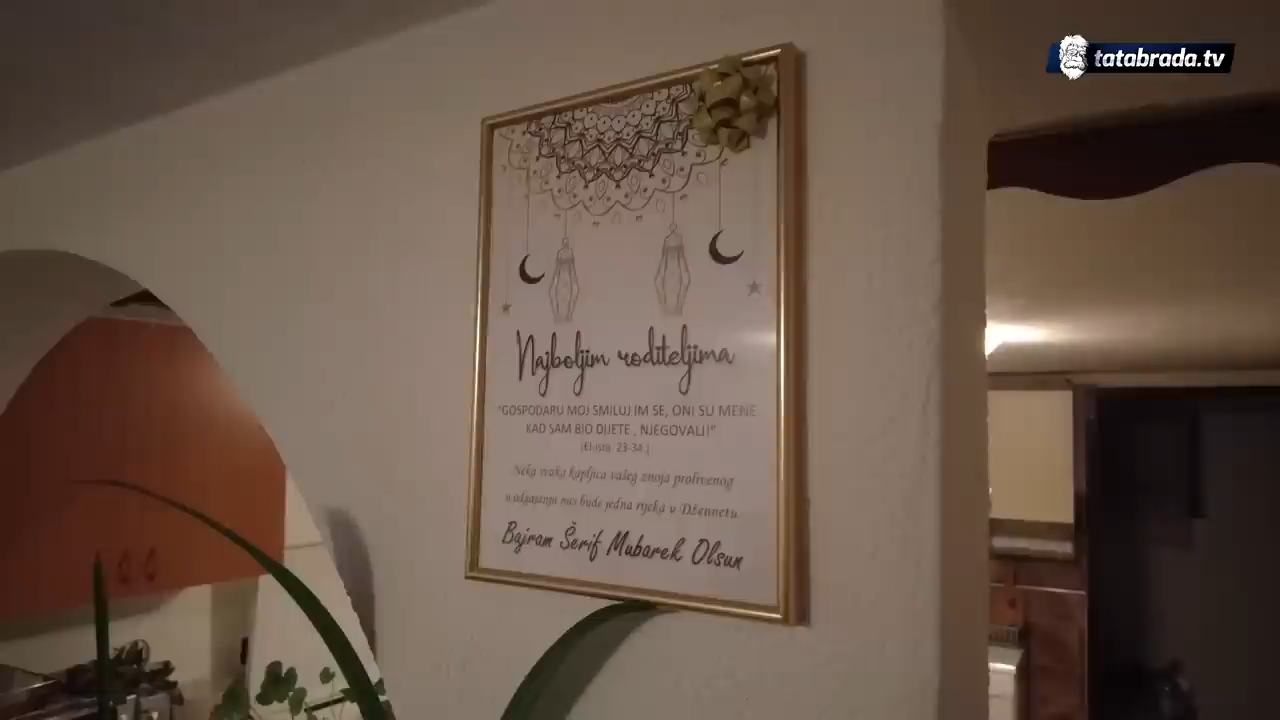 tatabrada.tv
Najboljim roditeljima
"GOSPODARU MOJ SMILUJ IM SE, ONI SU MENE
KAD SAM BIO DIJETE , NJEGOVALI!"
(El-Isra, 23-34.)
Neka svaka kapljica vašeg znoja prolivenog
u odgajanju nas bude jedna rijeka u Džennetu
Bajram Šerif Mubarek Olsun